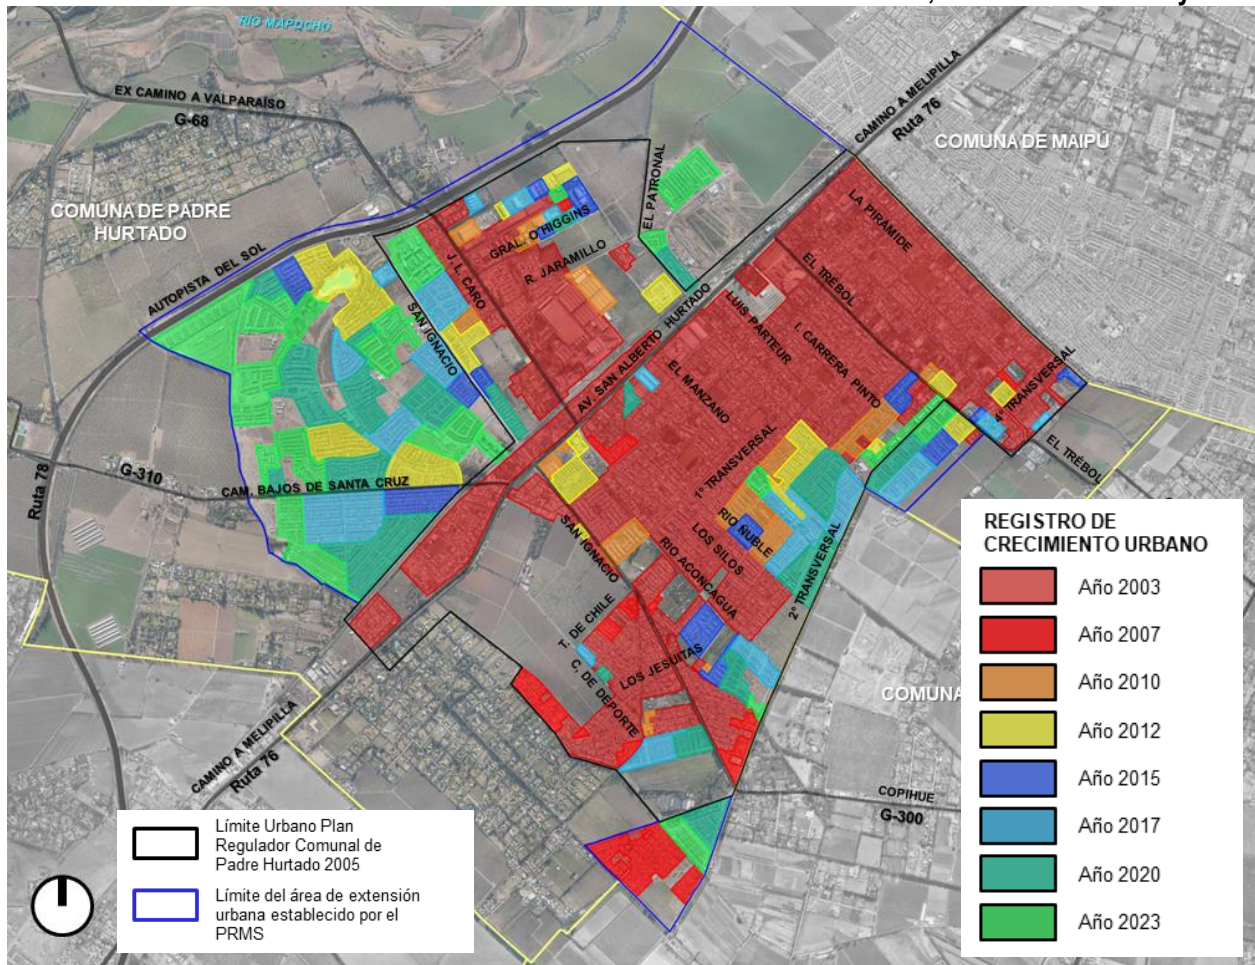 RÍO MAPOCHO
CAMINO A MELIPILLA
Ruta 76
EX CAMINO A VALPARAÍSO
G-68
COMUNA DE MAIPÚ
COMUNA DE PADRE
HURTADO
EL PATRONAL
LA PIRAMIDE
GRAL. O'HIGGINS
AUTOPISTA DEL SOL
J. L. CARO
R. JARAMILLO
EL TRÉBOL
SAN IGNACIO
AV. SAN ALBERTO HURTADO
LUIS PARTEUR
I. CARRERA PINTO
EL MANZANO
4° TRANSVERSAL
1° TRANSVERSAL
EL TRÉBOL
G-310
CAM. BAJOS DE SANTA CRUZ
Ruta 78
RIO ÑUBLE
LOS SILOS
SAN IGNACIO
RIO ACONCAGUA
2° TRANSVERSAL
T. DE CHILE
LOS JESUITAS
C. DE DEPORTE
COMUNA
CAMINO A MELIPILLA
Ruta 76
COPIHUE
G-300
REGISTRO DE
CRECIMIENTO URBANO
Año 2003
Año 2007
Año 2010
Año 2012
Año 2015
Año 2017
Año 2020
Año 2023
Límite Urbano Plan
Regulador Comunal de
Padre Hurtado 2005
Límite del área de extensión
urbana establecido por el
PRMS